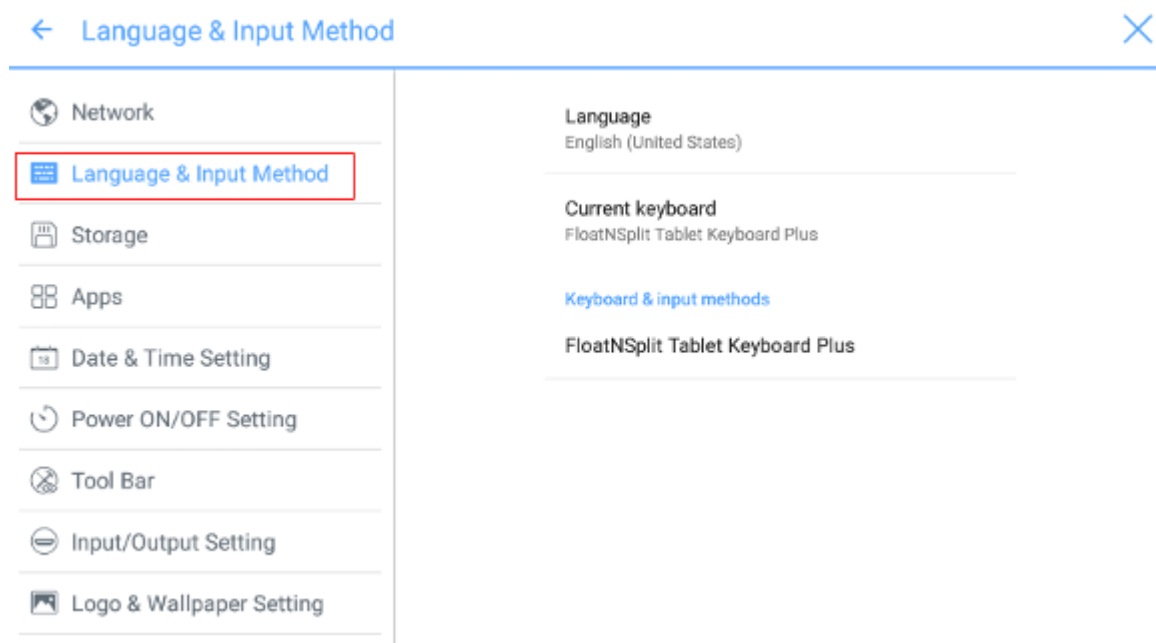 Language & Input Method
Network
Language & Input Method
Storage
Apps
18
Date & Time Setting
Power ON/OFF Setting
Tool Bar
Input/Output Setting
Logo & Wallpaper Setting
Language
English (United States)
Current keyboard
FloatNSplit Tablet Keyboard Plus
Keyboard & input methods
FloatNSplit Tablet Keyboard Plus